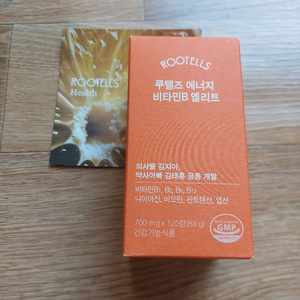 ROOTELLS
Health
ROOTELLS
루텔즈 에너지
비타민B 엘리트
의사딸 김지아,
약사아빠 김태훈 공동 개발
비타민B₁, B₂, B₆, B₁₂
나이아신, 비오틴, 판토텐산, 엽산
700 mg x 120정(84 g)
건강기능식품
GMP